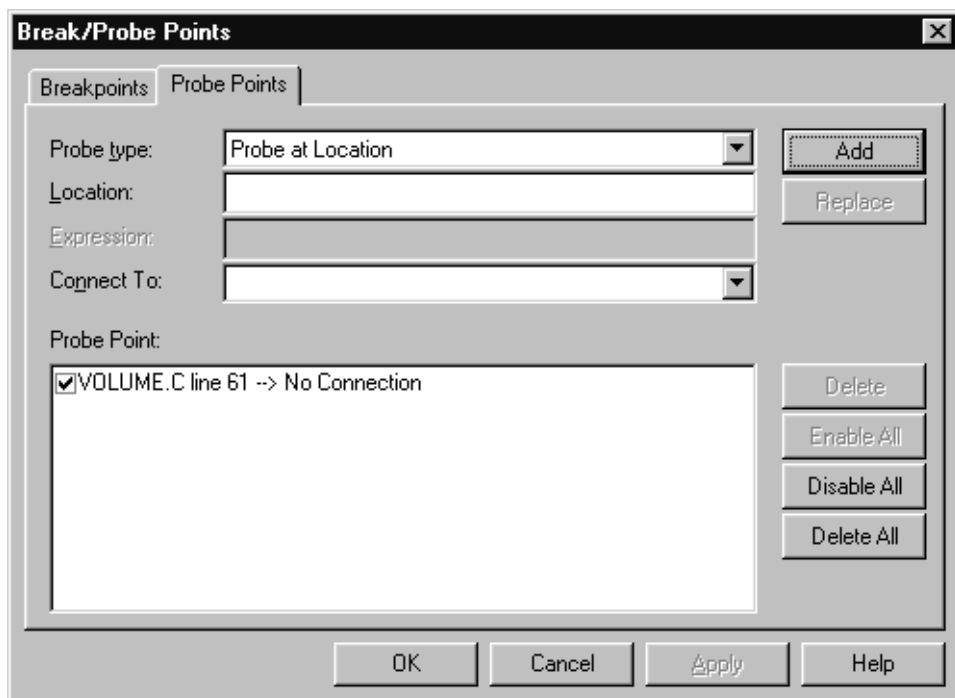 Break/Probe Points
Breakpoints Probe Points
Probe type: Probe at Location Add
Location: Replace
Expression:
Connect To:
Probe Point:
VOLUME.C line 61 --> No Connection
Delete
Enable All
Disable All
Delete All
OK Cancel Apply Help